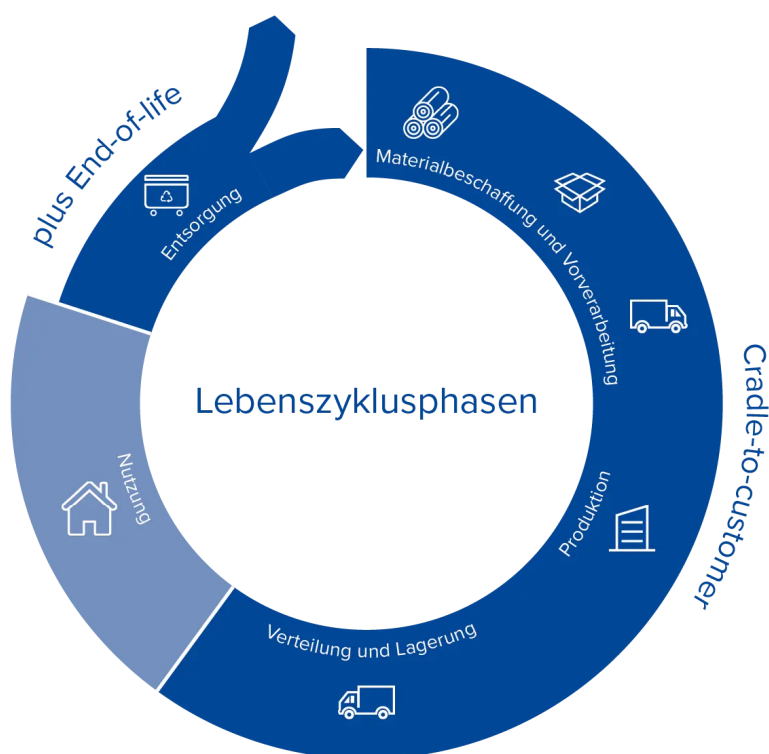 plus End-of-life
Entsorgung
Materialbeschaffung und Vorverarbeitung
Lebenszyklusphasen
Cradle-to-customer
Nutzung
Produktion
Verteilung und Lagerung